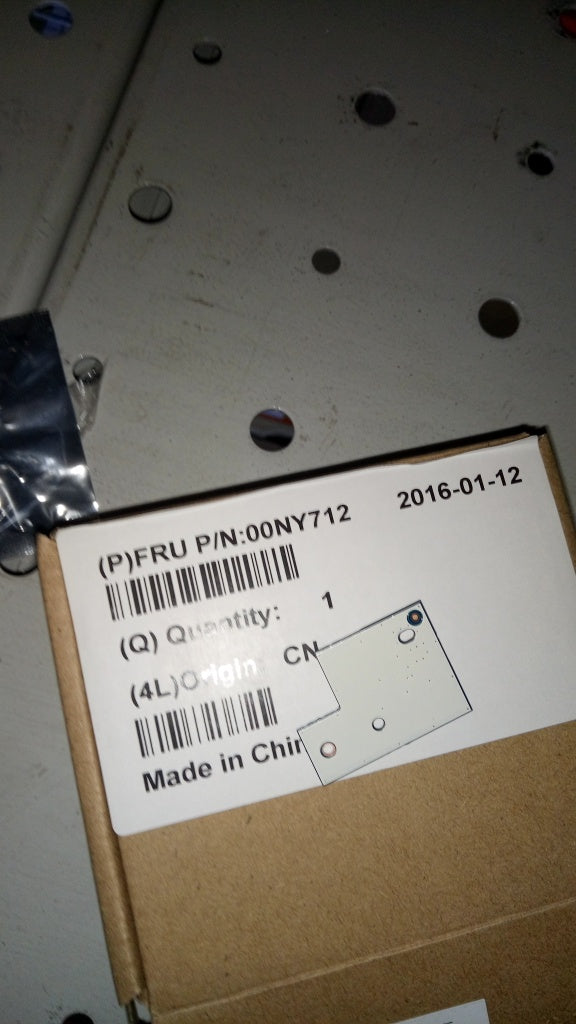 (P)FRU P/N:00NY712 2016-01-12
(Q) Quantity: 1
(4L)Origin CN
Made in